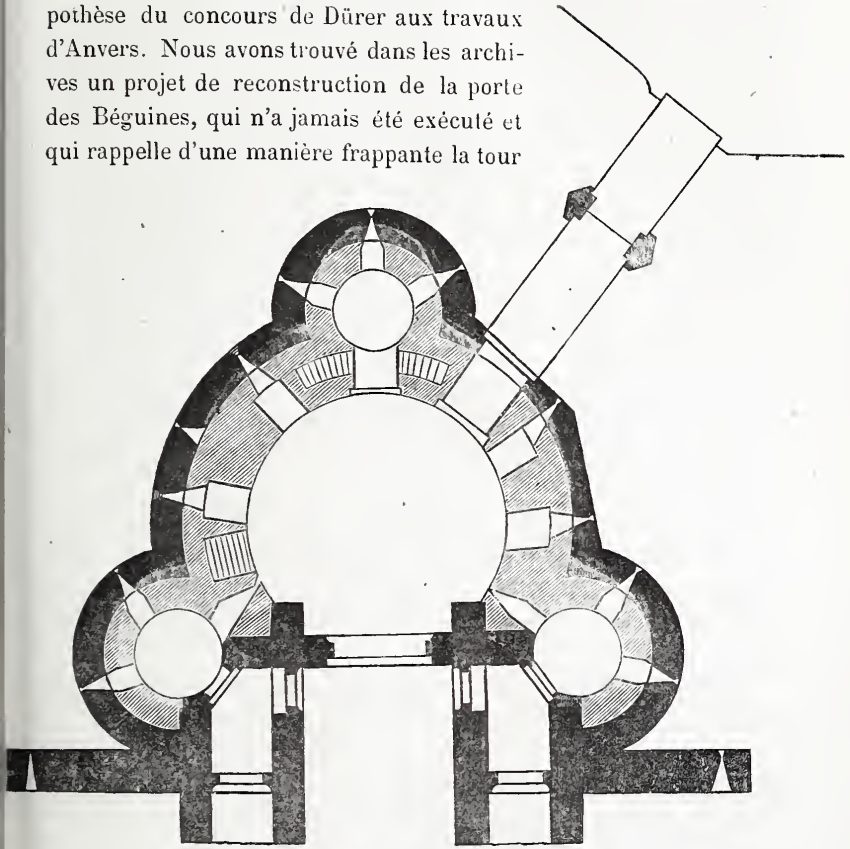 pothèse du concours de Dürer aux travaux
d'Anvers. Nous avons trouvé dans les archi-
ves un projet de reconstruction de la porte
des Béguines, qui n'a jamais été exécuté et
qui rappelle d'une manière frappante la tour